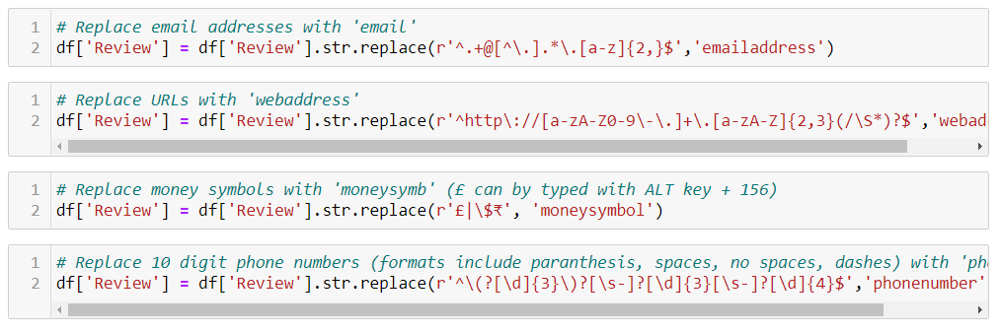 1 # Replace email addresses with 'email'
2 df['Review'] = df['Review'].str.replace(r'^.+@[^\.].*\.[a-z]{2,}$','emailaddress')
1 # Replace URLs with 'webaddress'
2 df['Review'] = df['Review'].str.replace(r'^http\://[a-zA-Z0-9\-\.]+\.[a-zA-Z]{2,3}(/\S*)?$','webad
1 # Replace money symbols with 'moneysymb' (£ can by typed with ALT key + 156)
2 df['Review'] = df['Review'].str.replace(r'£|\$₹', 'moneysymbol')
1 # Replace 10 digit phone numbers (formats include paranthesis, spaces, no spaces, dashes) with 'ph
2 df['Review'] = df['Review'].str.replace(r'^\(?[\d]{3}\)?[\s-]?[\d]{3}[\s-]?[\d]{4}$','phonenumber'